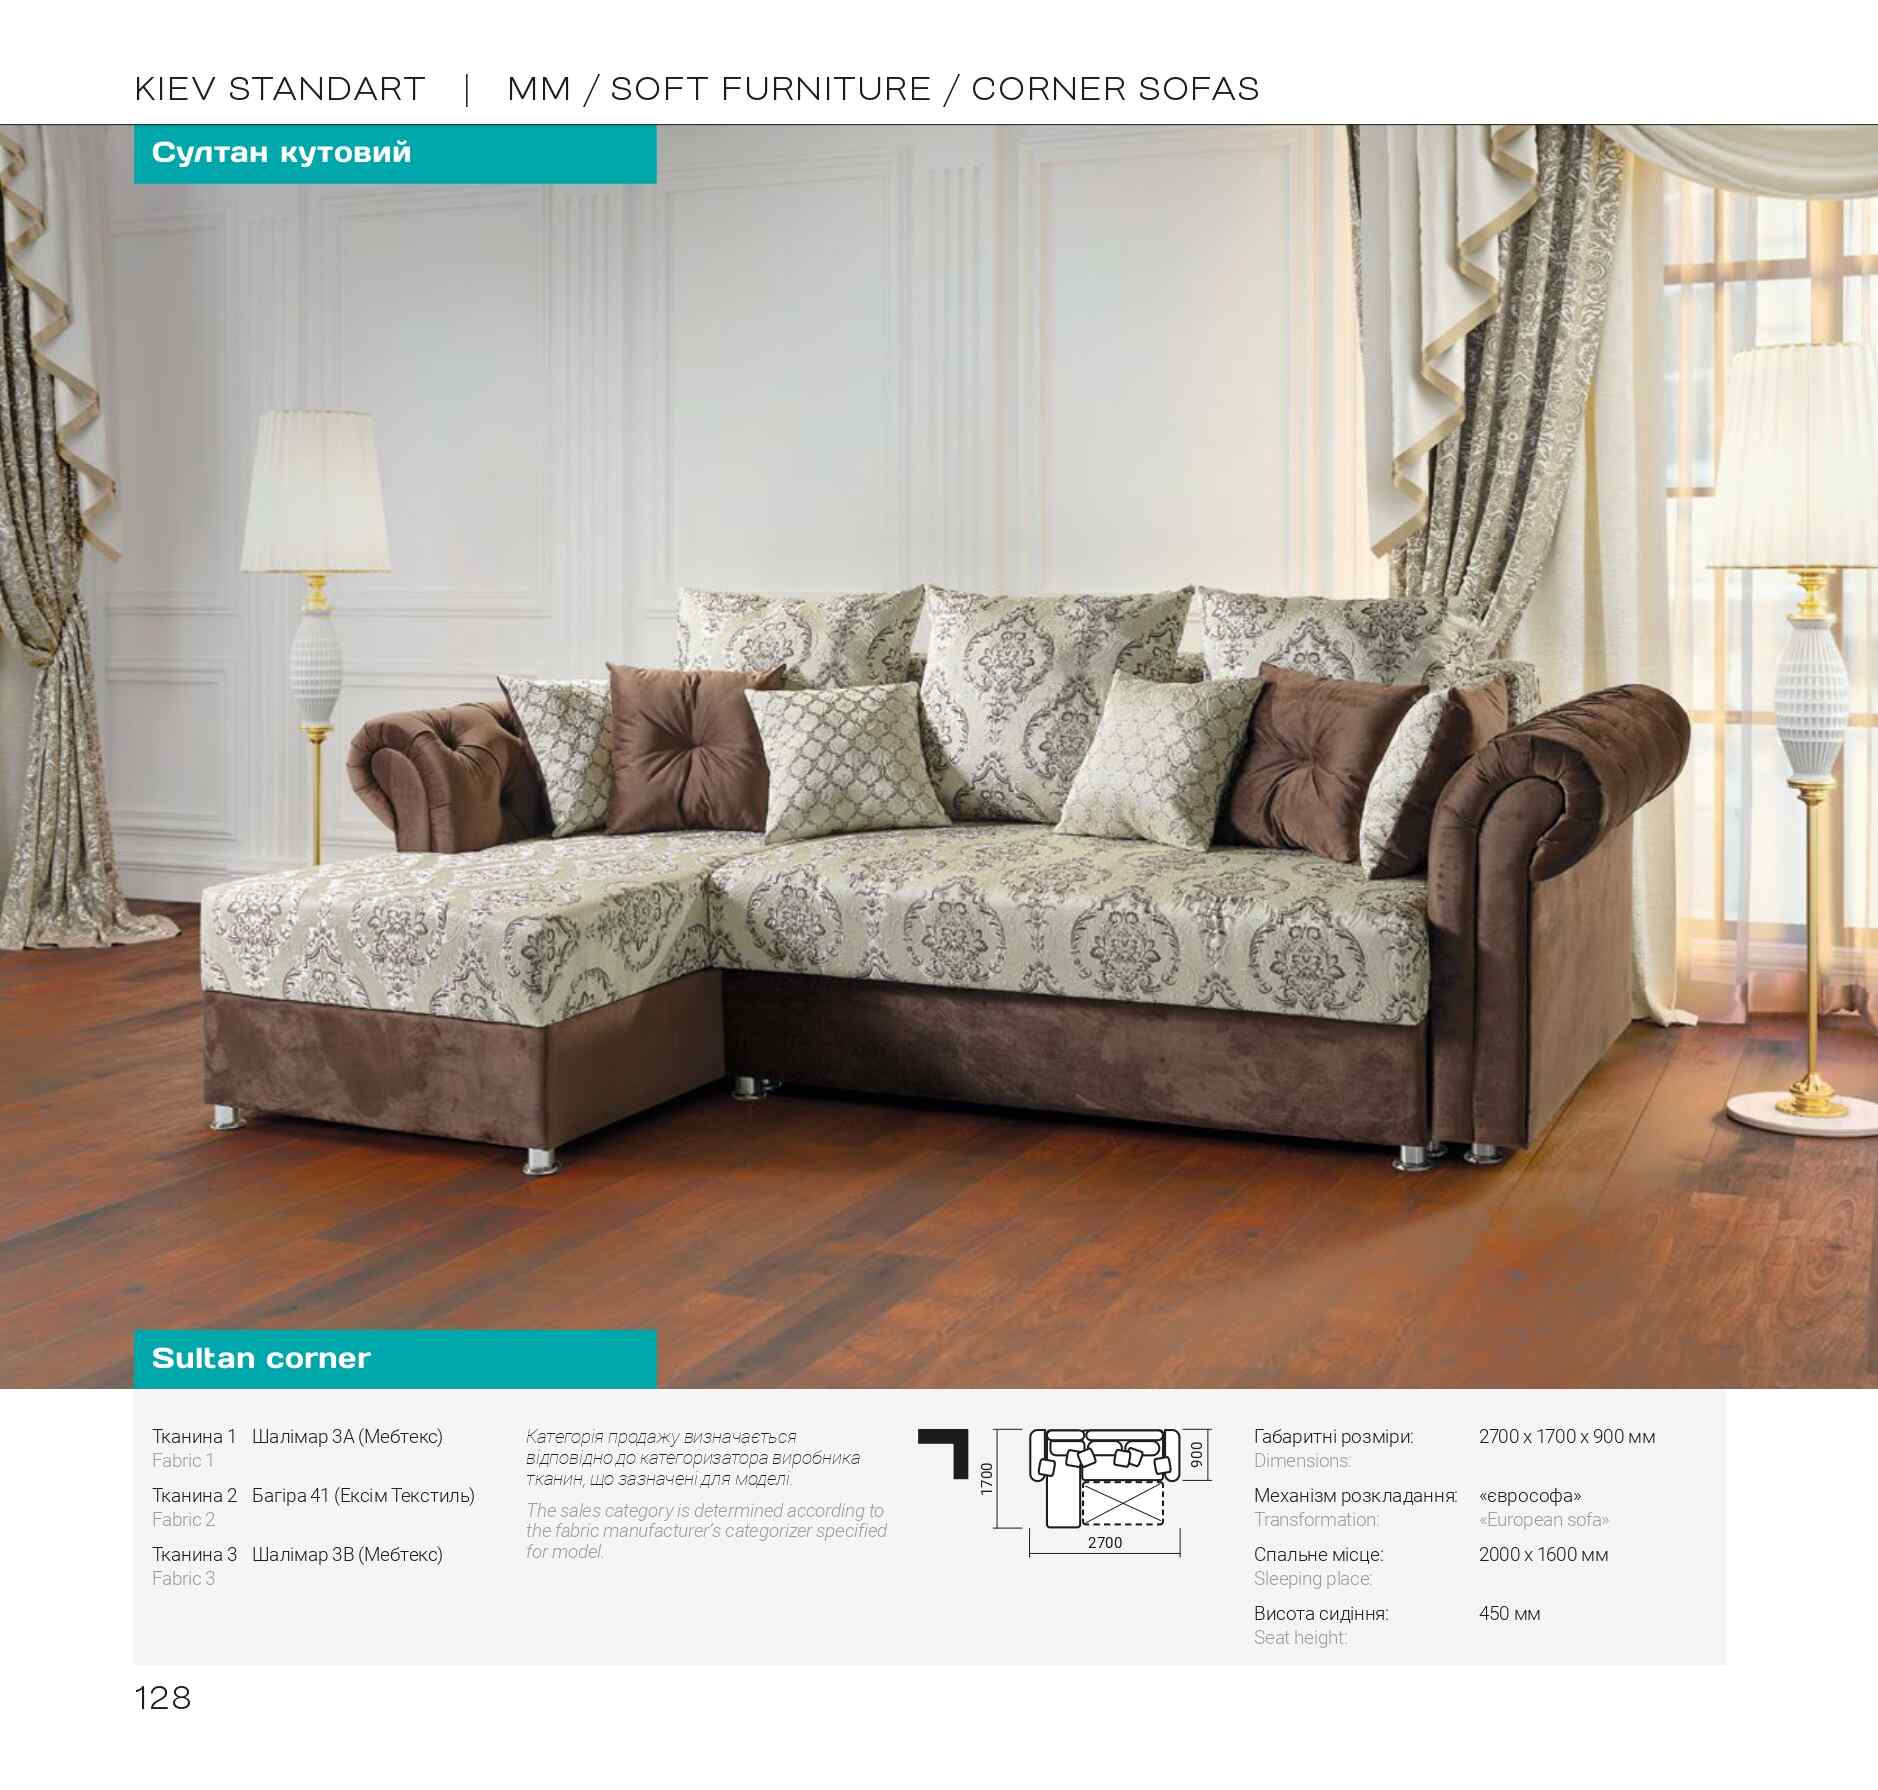 KIEV STANDART | MM / SOFT FURNITURE / CORNER SOFAS
Султан кутовий
Sultan corner
Тканина 1 Шалімар 3А (Мебтекс)
Fabric 1
Тканина 2 Багіра 41 (Ексім Текстиль)
Fabric 2
Тканина 3 Шалімар 3В (Мебтекс)
Fabric 3
Категорія продажу визначається
відповідно до категоризатора виробника
тканин, що зазначені для моделі.
The sales category is determined according to
the fabric manufacturer's categorizer specified
for model.
1700
900
2700
Габаритні розміри: 2700 х 1700 х 900 мм
Dimensions:
Механізм розкладання: «єврософа»
Transformation: «European sofa»
Спальне місце: 2000 х 1600 мм
Sleeping place:
Висота сидіння: 450 мм
Seat height:
128